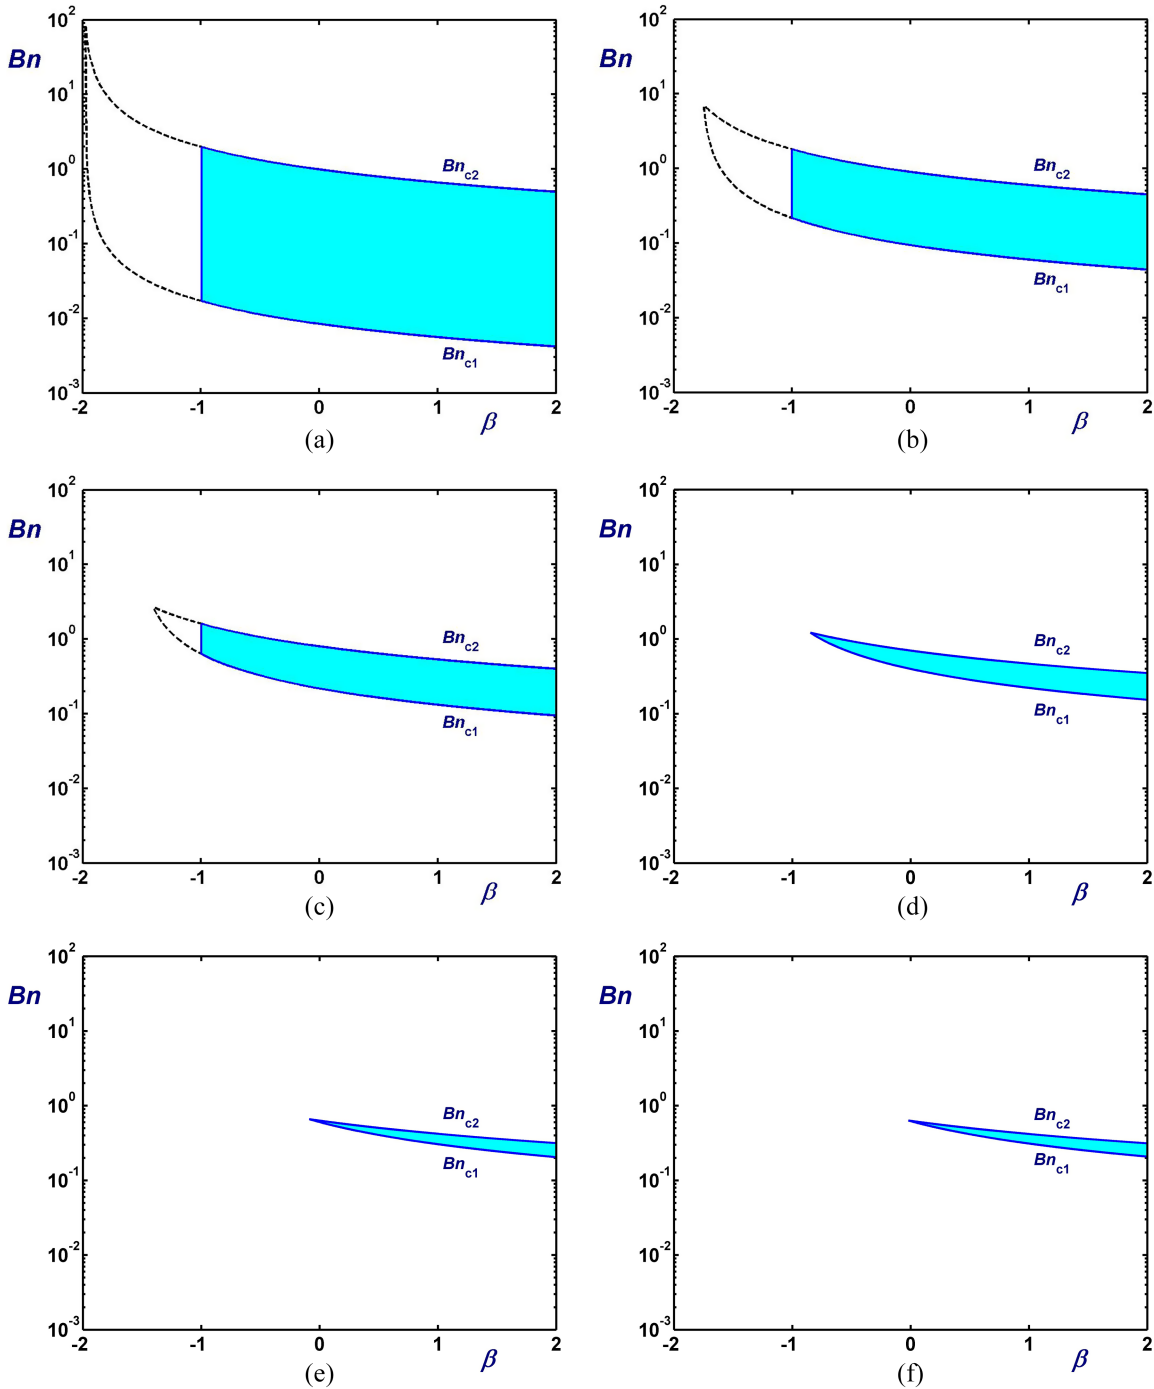 10^2 10^2
Bn Bn
10^1 10^1
Bn_c2 Bn_c2
10^0 10^0
10^-1 10^-1
Bn_c1
10^-2 10^-2
Bn_c1
10^-3 10^-3
-2 -1 0 1 2 -2 -1 0 1 2
β β
(a) (b)
10^2 10^2
Bn Bn
10^1 10^1
Bn_c2 Bn_c2
10^0 10^0
10^-1 10^-1
Bn_c1 Bn_c1
10^-2 10^-2
10^-3 10^-3
-2 -1 0 1 2 -2 -1 0 1 2
β β
(c) (d)
10^2 10^2
Bn Bn
10^1 10^1
10^0 10^0
Bn_c2 Bn_c2
Bn_c1 Bn_c1
10^-1 10^-1
10^-2 10^-2
10^-3 10^-3
-2 -1 0 1 2 -2 -1 0 1 2
β β
(e) (f)